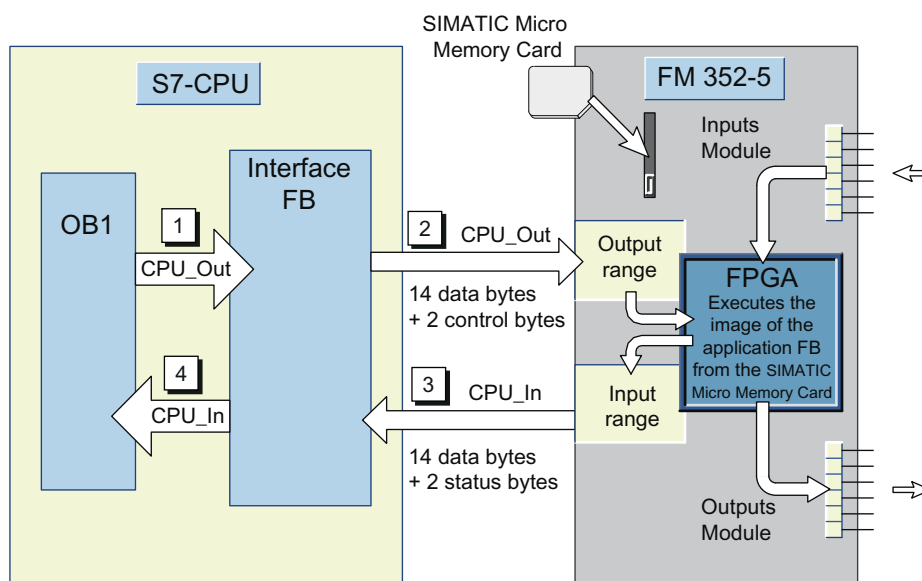 SIMATIC Micro
Memory Card
S7-CPU
FM 352-5
Inputs
Module
Interface
FB
OB1
1
CPU_Out
2
CPU_Out
14 data bytes
+ 2 control bytes
Output
range
FPGA
Executes the
image of the
application FB
from the SIMATIC
Micro Memory Card
4
CPU_In
3
CPU_In
14 data bytes
+ 2 status bytes
Input
range
Outputs
Module